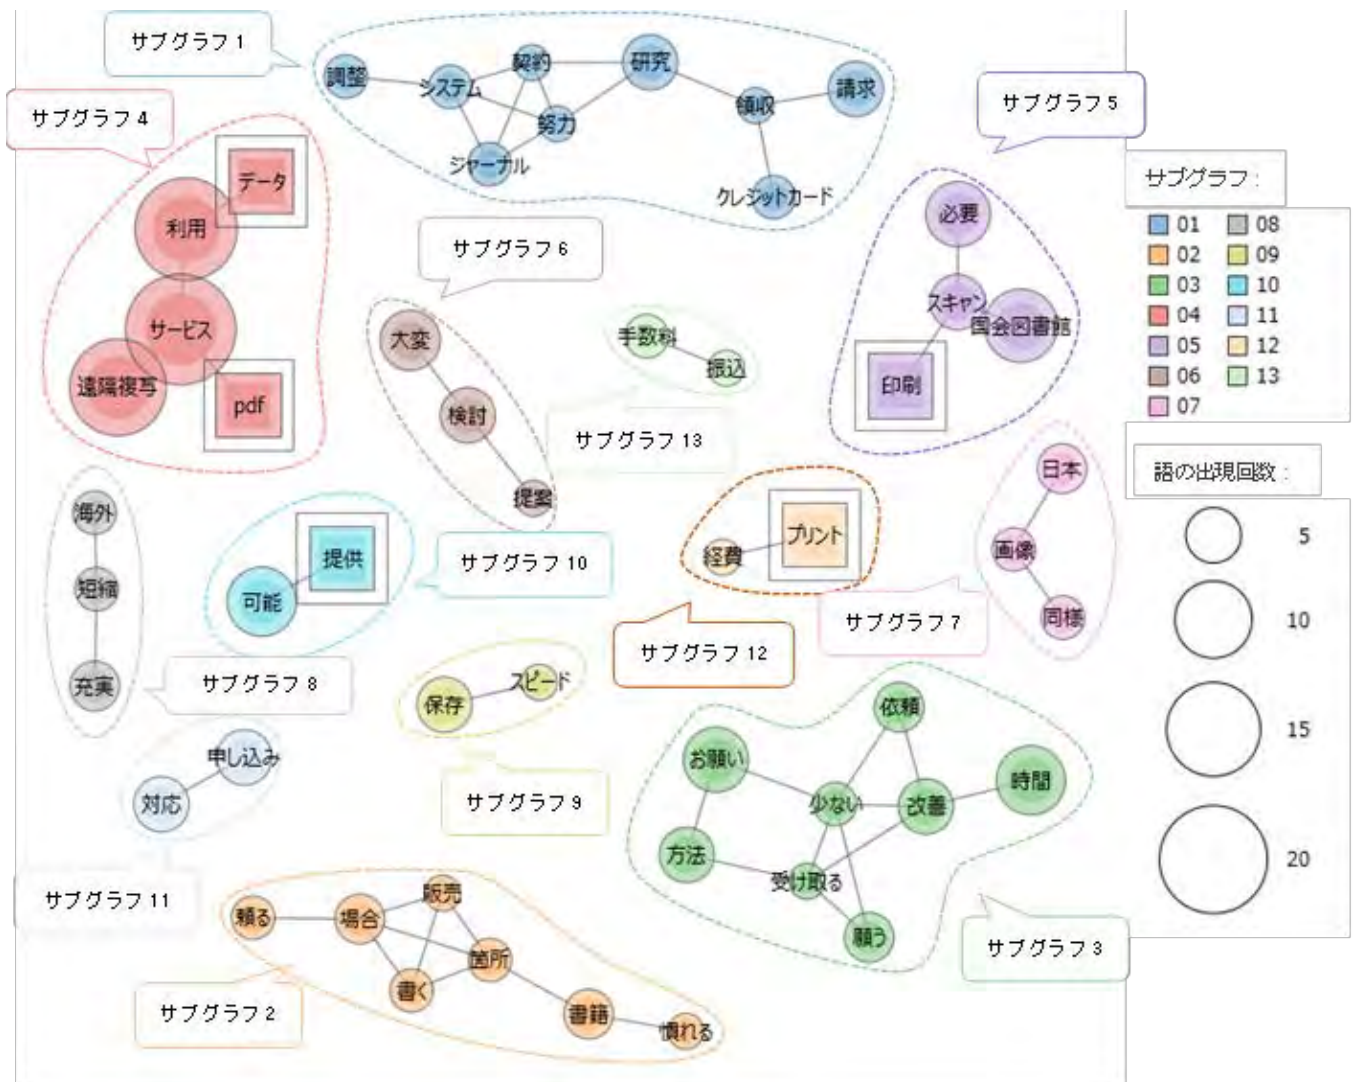 サブグラフ1
調整
システム
契約
研究
領収
請求
努力
ジャーナル
クレジットカード
サブグラフ4
データ
利用
サービス
遠隔複写
pdf
サブグラフ5
必要
スキャン
国会図書館
印刷
サブグラフ:
01
02
03
04
05
06
07
08
09
10
11
12
13
サブグラフ6
大変
検討
提案
手数料
振込
サブグラフ13
日本
画像
同様
サブグラフ7
語の出現回数:
5
10
15
20
海外
短縮
充実
サブグラフ8
提供
可能
サブグラフ10
プリント
経費
サブグラフ12
保存
スピード
サブグラフ9
申し込み
対応
サブグラフ11
依頼
お願い
少ない
改善
時間
方法
受け取る
願う
サブグラフ3
頼る
場合
販売
箇所
書く
書籍
慣れる
サブグラフ2